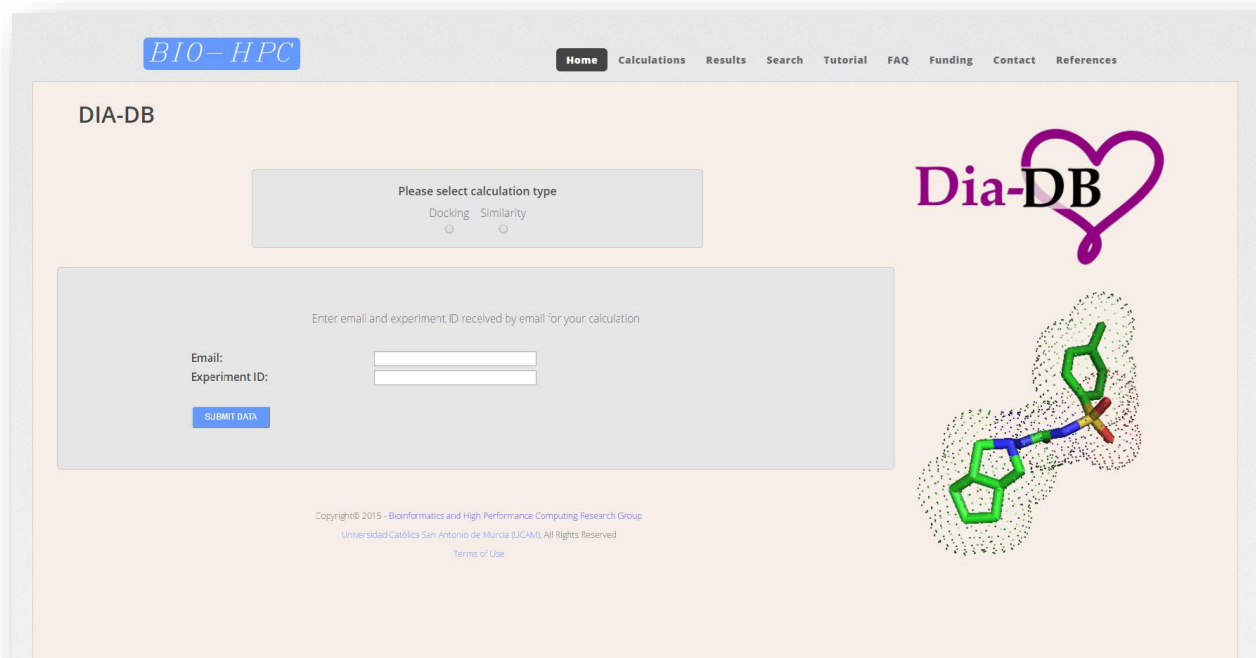 BIO-HPC
Home Calculations Results Search Tutorial FAQ Funding Contact References
DIA-DB
Dia-DB
Please select calculation type
Docking Similarity
Enter email and experiment ID received by email for your calculation
Email:
Experiment ID:
SUBMIT DATA
Copyright© 2015 - Bioinformatics and High Performance Computing Research Group
Universidad Católica San Antonio de Murcia (UCAM). All Rights Reserved
Terms of Use